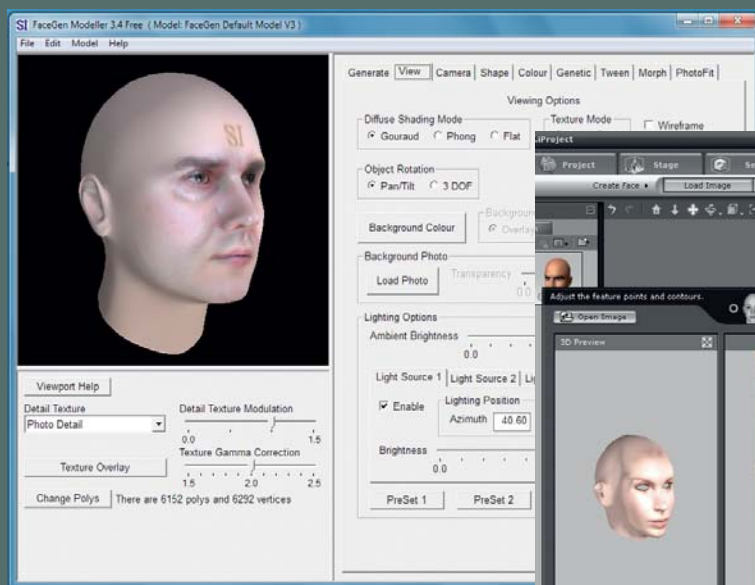 SI FaceGen Modeller 3.4 Free ( Model: FaceGen Default Model V3 )
File Edit Model Help
SI
Generate View Camera Shape Colour Genetic Tween Morph PhotoFit
Viewing Options
Diffuse Shading Mode
Gouraud Phong Flat
Texture Mode
Wireframe
Object Rotation
Pan/Tilt 3 DOF
Background Colour
Overlay
Background Photo
Load Photo
Transparency
0.0
Lighting Options
Ambient Brightness
0.0
Light Source 1 Light Source 2
Enable
Lighting Position
Azimuth 40.60
Brightness
0.0
PreSet 1 PreSet 2
Viewport Help
Detail Texture
Photo Detail
Detail Texture Modulation
0.0 1.5
Texture Overlay
Texture Gamma Correction
1.5 2.0 2.5
Change Polys There are 6152 polys and 6292 vertices
Project Stage
Create Face Load Image
Adjust the feature points and contours.
Open Image
3D Preview